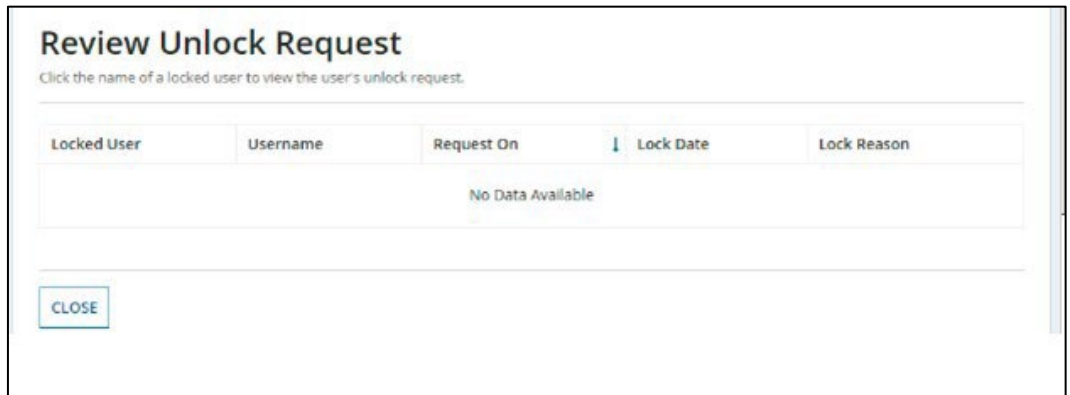 Review Unlock Request
Click the name of a locked user to view the user's unlock request.
Locked User Username Request On ↓ Lock Date Lock Reason
No Data Available
CLOSE